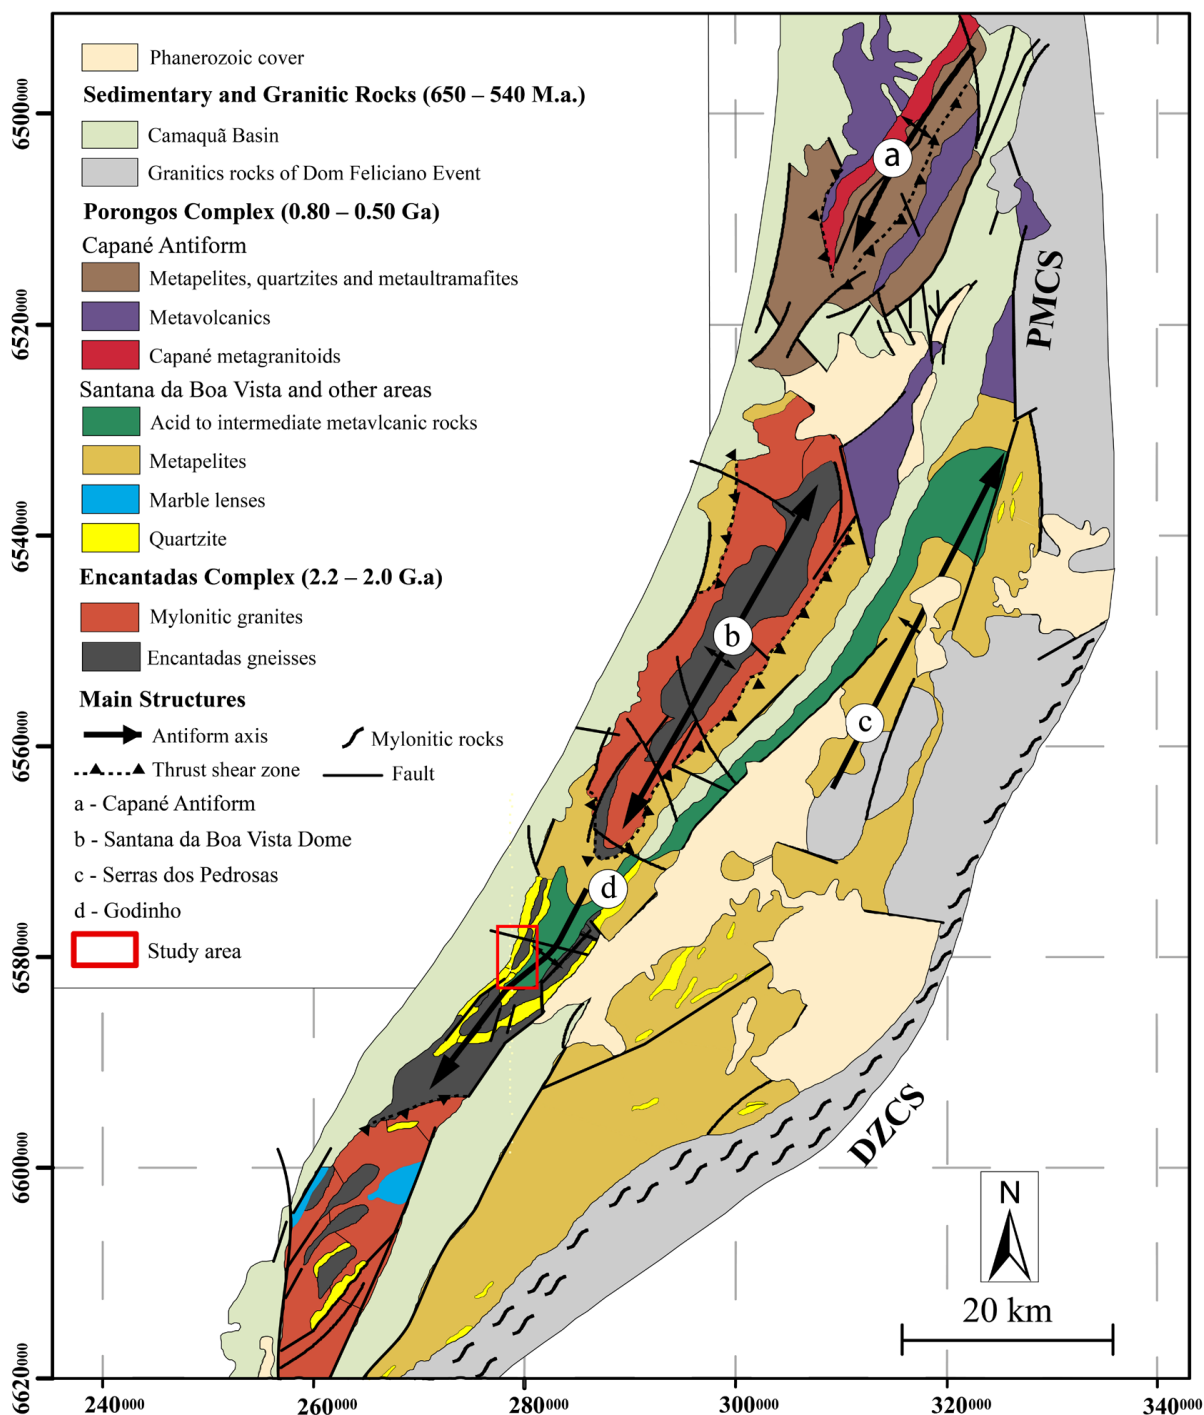 Phanerozoic cover
Sedimentary and Granitic Rocks (650 – 540 M.a.)
Camaquã Basin
Granitics rocks of Dom Feliciano Event
Porongos Complex (0.80 – 0.50 Ga)
Capané Antiform
Metapelites, quartzites and metaultramafites
Metavolcanics
Capané metagranitoids
Santana da Boa Vista and other areas
Acid to intermediate metavlcanic rocks
Metapelites
Marble lenses
Quartzite
Encantadas Complex (2.2 – 2.0 G.a)
Mylonitic granites
Encantadas gneisses
Main Structures
Antiform axis
Mylonitic rocks
Thrust shear zone
Fault
a - Capané Antiform
b - Santana da Boa Vista Dome
c - Serras dos Pedrosas
d - Godinho
Study area
a
b
c
d
PMCS
DZCS
N
20 km
6500000
6520000
6540000
6560000
6580000
6600000
6620000
240000
260000
280000
300000
320000
340000